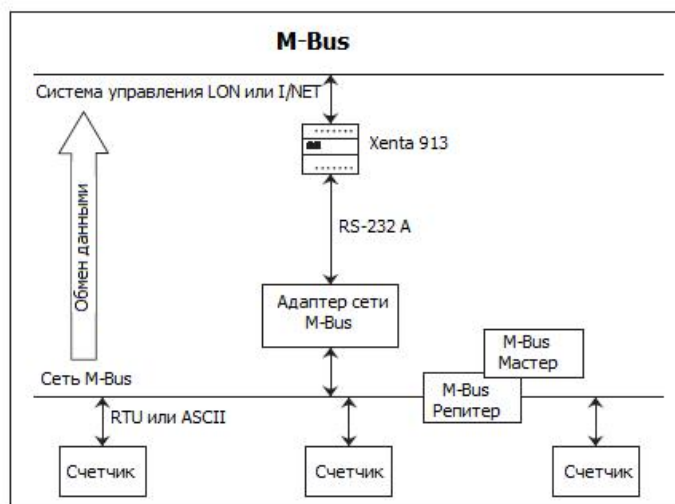 M-Bus
Система управления LON или I/NET
Xenta 913
RS-232 A
Обмен данными
Адаптер сети
M-Bus
M-Bus
Мастер
Сеть M-Bus
M-Bus
Репитер
RTU или ASCII
Счетчик
Счетчик
Счетчик